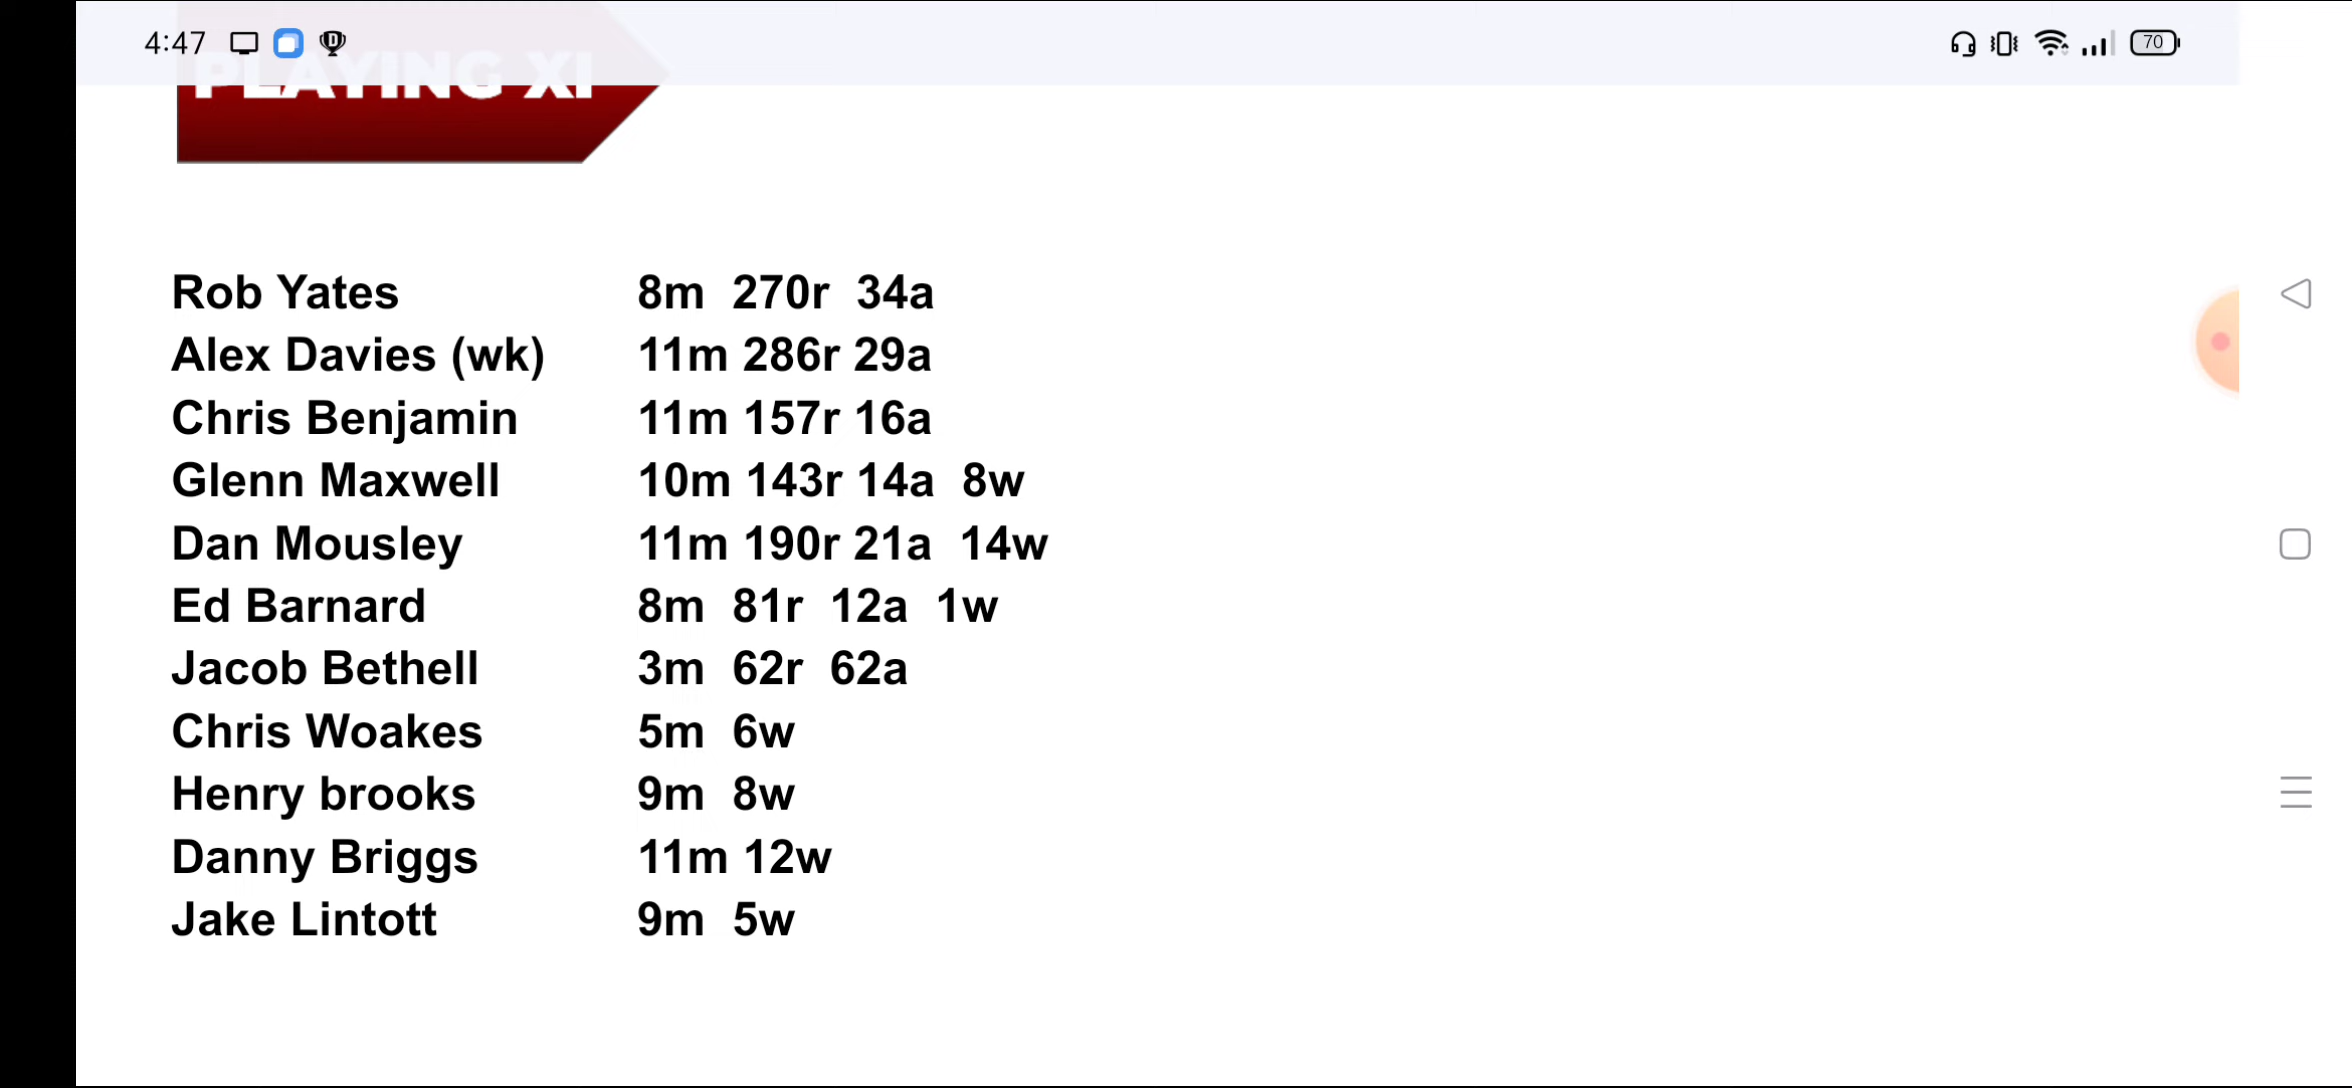 4:47
70
PLAYING XI
Rob Yates 8m 270r 34a
Alex Davies (wk) 11m 286r 29a
Chris Benjamin 11m 157r 16a
Glenn Maxwell 10m 143r 14a 8w
Dan Mousley 11m 190r 21a 14w
Ed Barnard 8m 81r 12a 1w
Jacob Bethell 3m 62r 62a
Chris Woakes 5m 6w
Henry brooks 9m 8w
Danny Briggs 11m 12w
Jake Lintott 9m 5w